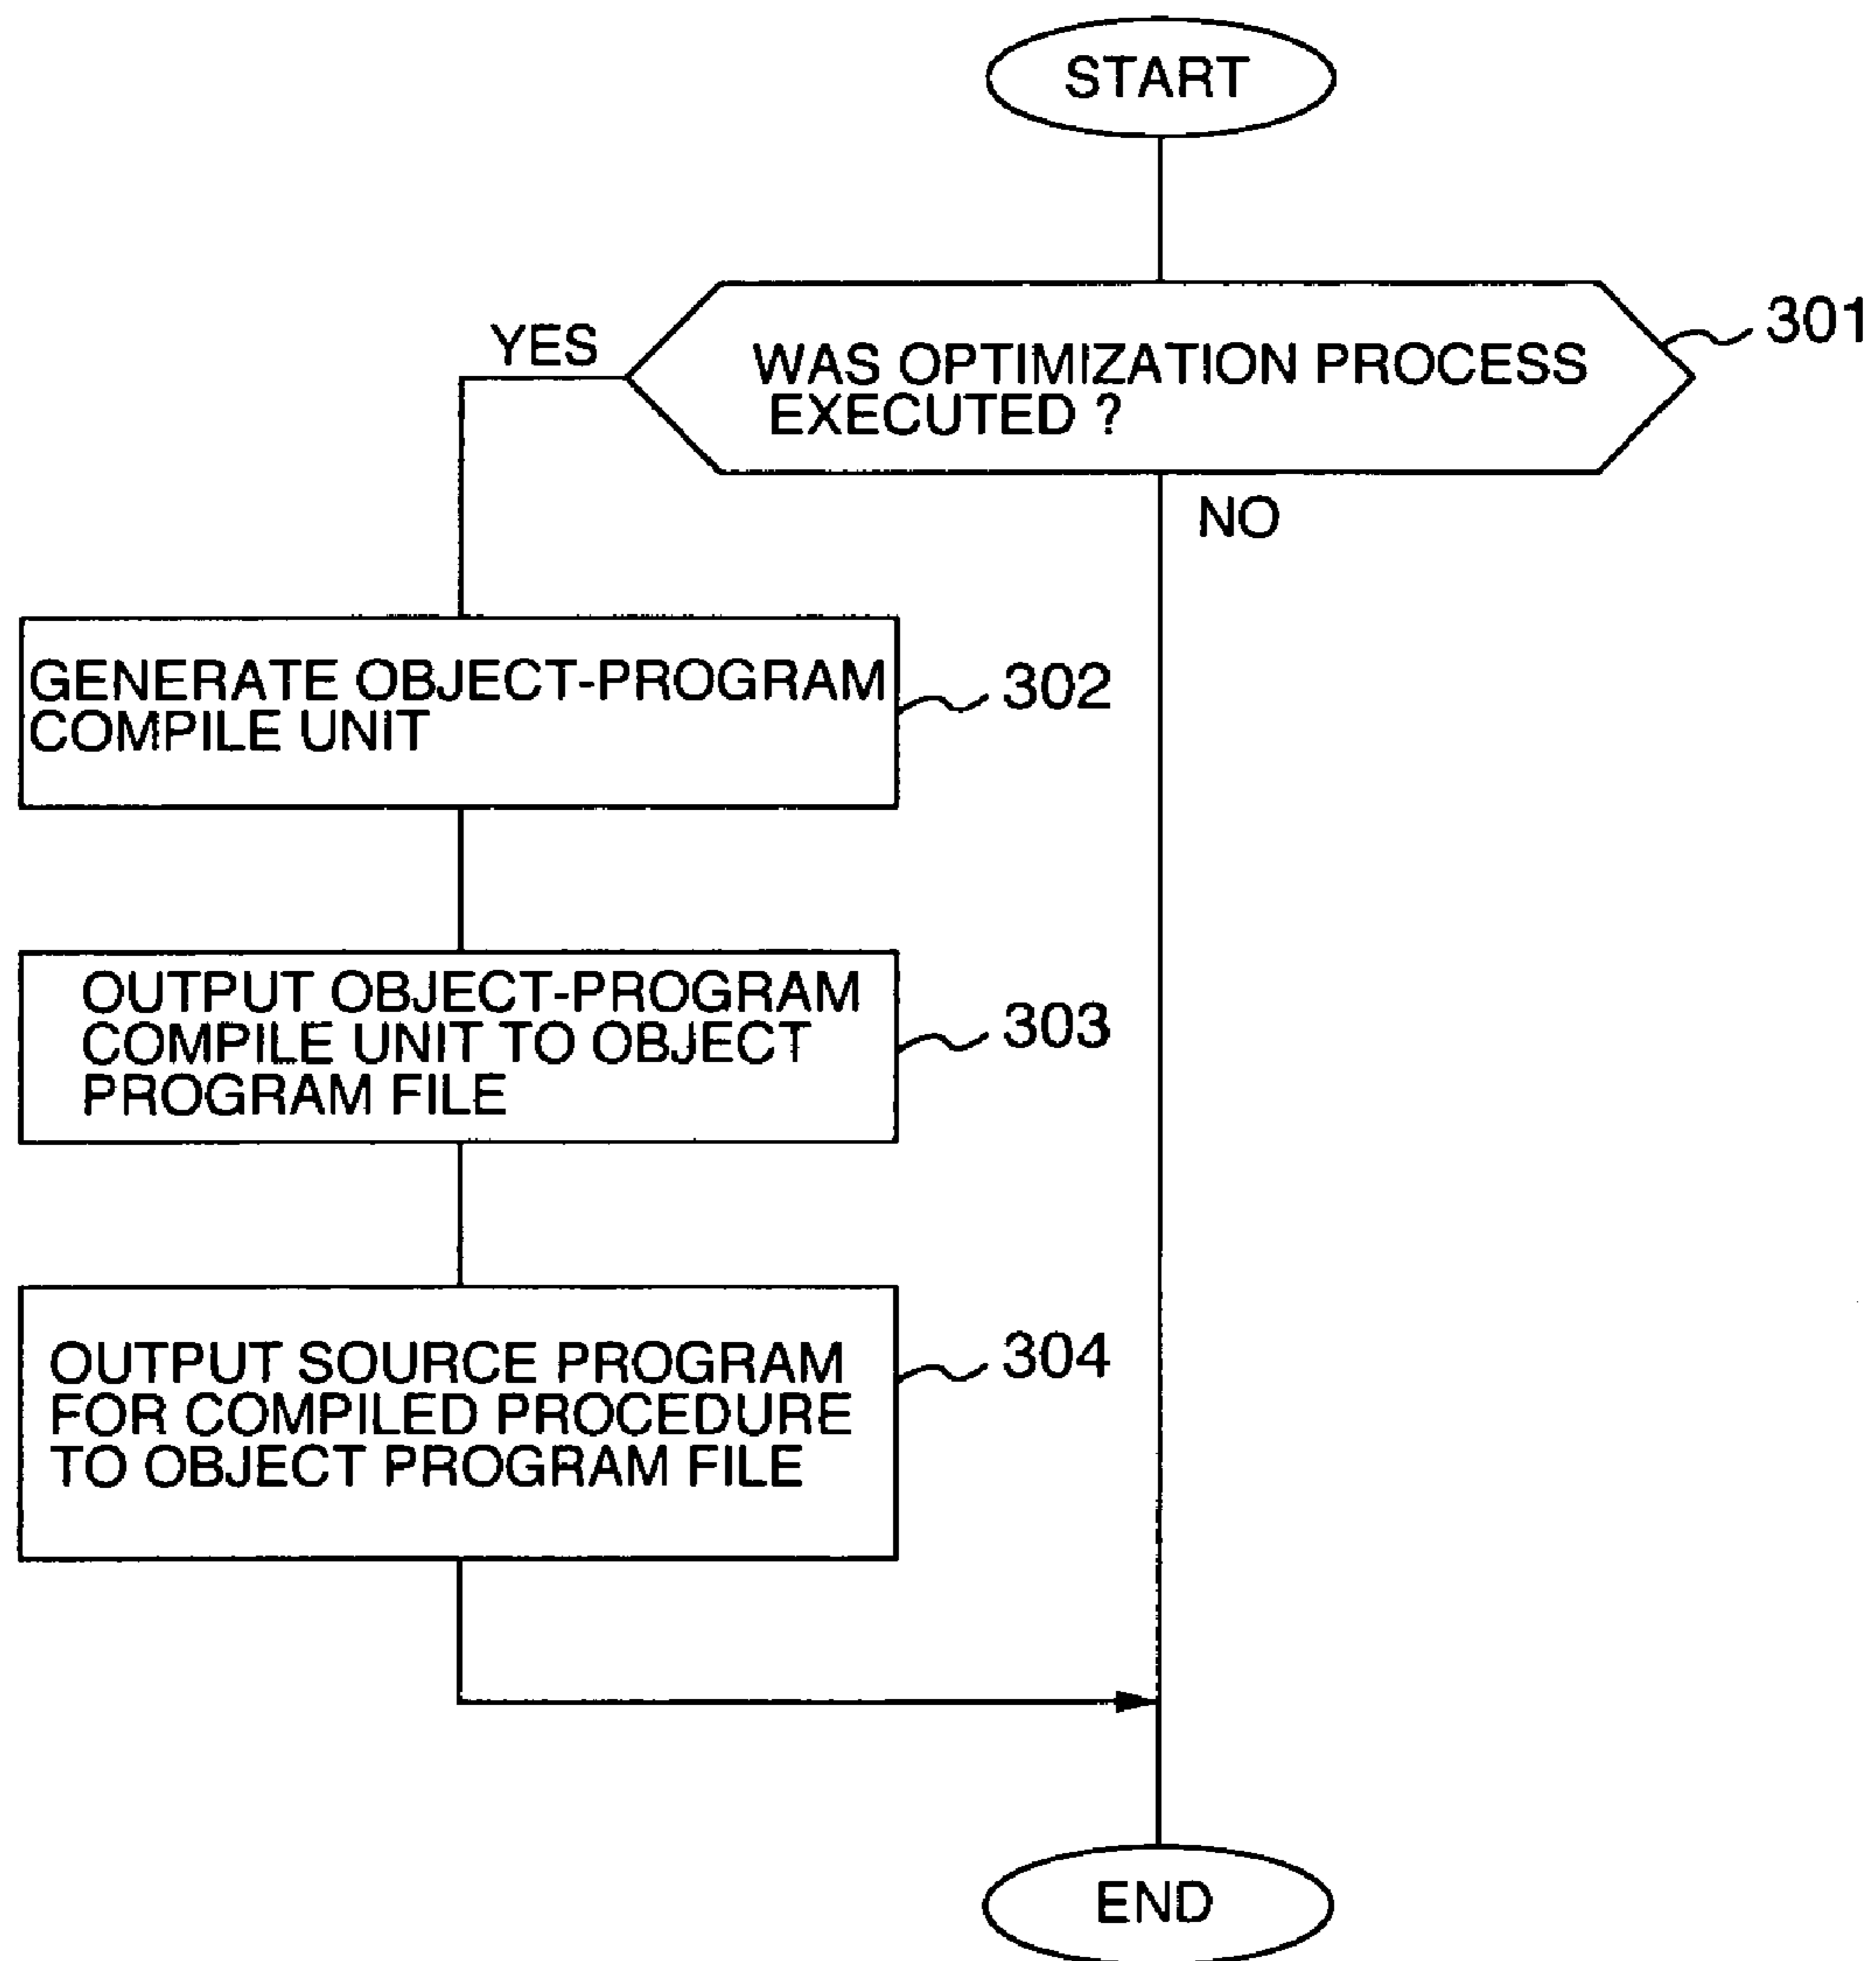 START
301
YES
WAS OPTIMIZATION PROCESS
EXECUTED ?
NO
GENERATE OBJECT-PROGRAM
COMPILE UNIT
302
OUTPUT OBJECT-PROGRAM
COMPILE UNIT TO OBJECT
PROGRAM FILE
303
OUTPUT SOURCE PROGRAM
FOR COMPILED PROCEDURE
TO OBJECT PROGRAM FILE
304
END